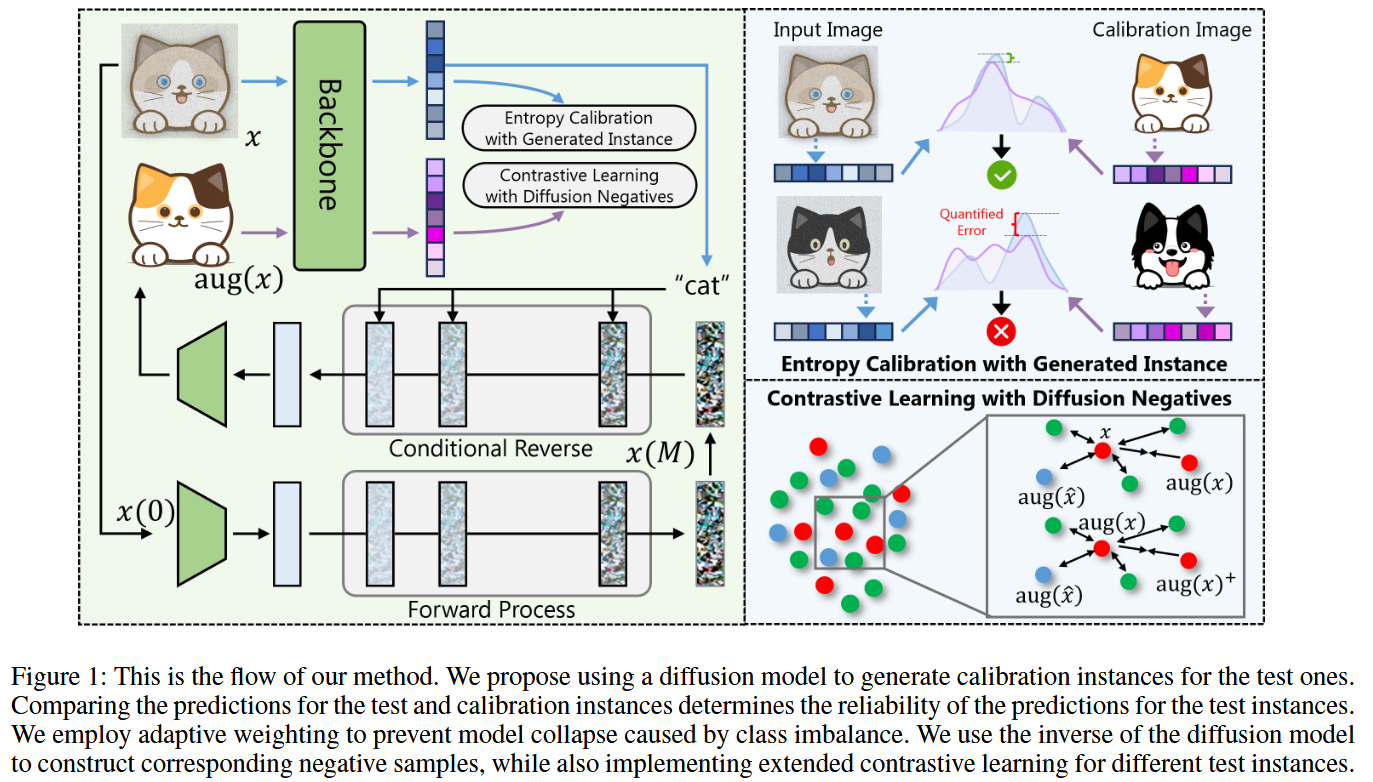 x
Backbone
Entropy Calibration
with Generated Instance
Contrastive Learning
with Diffusion Negatives
aug(x)
"cat"
Conditional Reverse
x(M)
x(0)
Forward Process
Input Image
Calibration Image
Quantified
Error
Entropy Calibration with Generated Instance
Contrastive Learning with Diffusion Negatives
x
aug(x̂)
aug(x)
aug(x)
aug(x̂)
aug(x)⁺
Figure 1: This is the flow of our method. We propose using a diffusion model to generate calibration instances for the test ones.
Comparing the predictions for the test and calibration instances determines the reliability of the predictions for the test instances.
We employ adaptive weighting to prevent model collapse caused by class imbalance. We use the inverse of the diffusion model
to construct corresponding negative samples, while also implementing extended contrastive learning for different test instances.